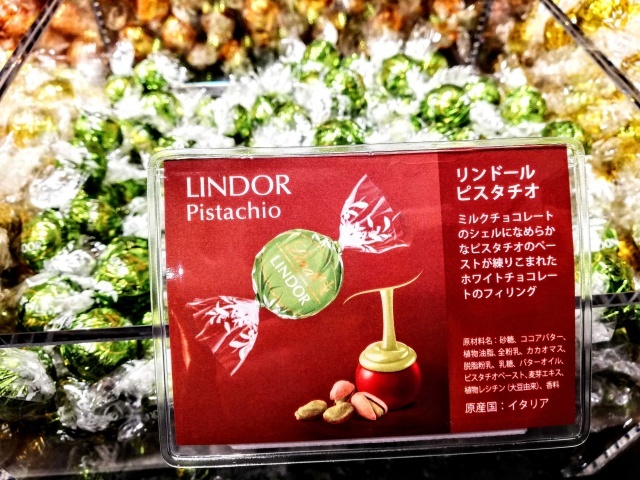 LINDOR
Pistachio
Lindt
LINDOR
リンドール
ピスタチオ
ミルクチョコレート
のシェルになめらか
なピスタチオのペー
ストが練りこまれた
ホワイトチョコレー
トのフィリング
原材料名：砂糖、ココアバター、
植物油脂、全粉乳、カカオマス、
脱脂粉乳、乳糖、バターオイル、
ピスタチオペースト、麦芽エキス、
植物レシチン（大豆由来）、香料
原産国：イタリア